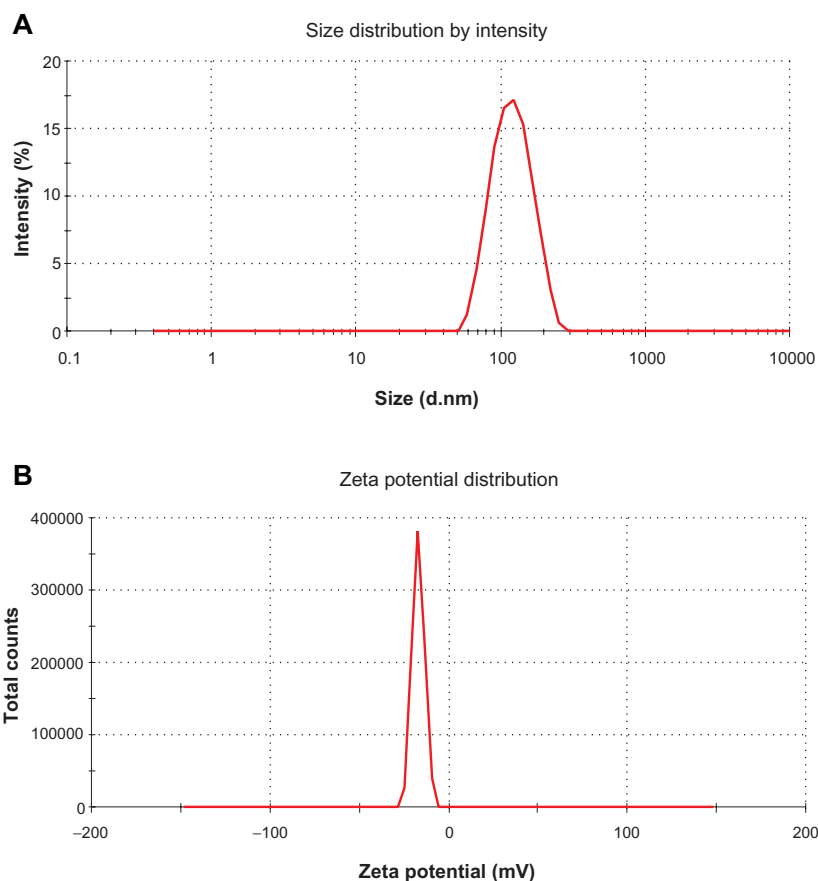 A
Size distribution by intensity
Intensity (%)
20
15
10
5
0
0.1 1 10 100 1000 10000
Size (d.nm)
B
Zeta potential distribution
Total counts
400000
300000
200000
100000
0
−200 −100 0 100 200
Zeta potential (mV)